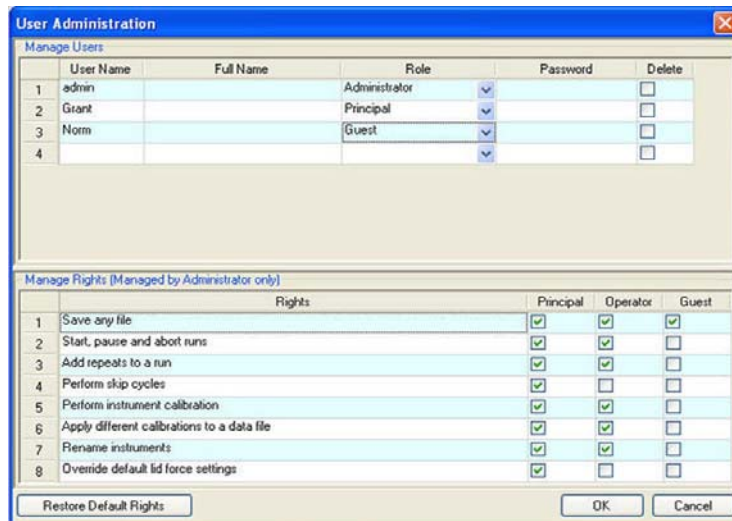 User Administration
Manage Users
User Name Full Name Role Password Delete
1 admin Administrator
2 Grant Principal
3 Norm Guest
4
Manage Rights (Managed by Administrator only)
Rights Principal Operator Guest
1 Save any file
2 Start, pause and abort runs
3 Add repeats to a run
4 Perform skip cycles
5 Perform instrument calibration
6 Apply different calibrations to a data file
7 Rename instruments
8 Override default lid force settings
Restore Default Rights OK Cancel